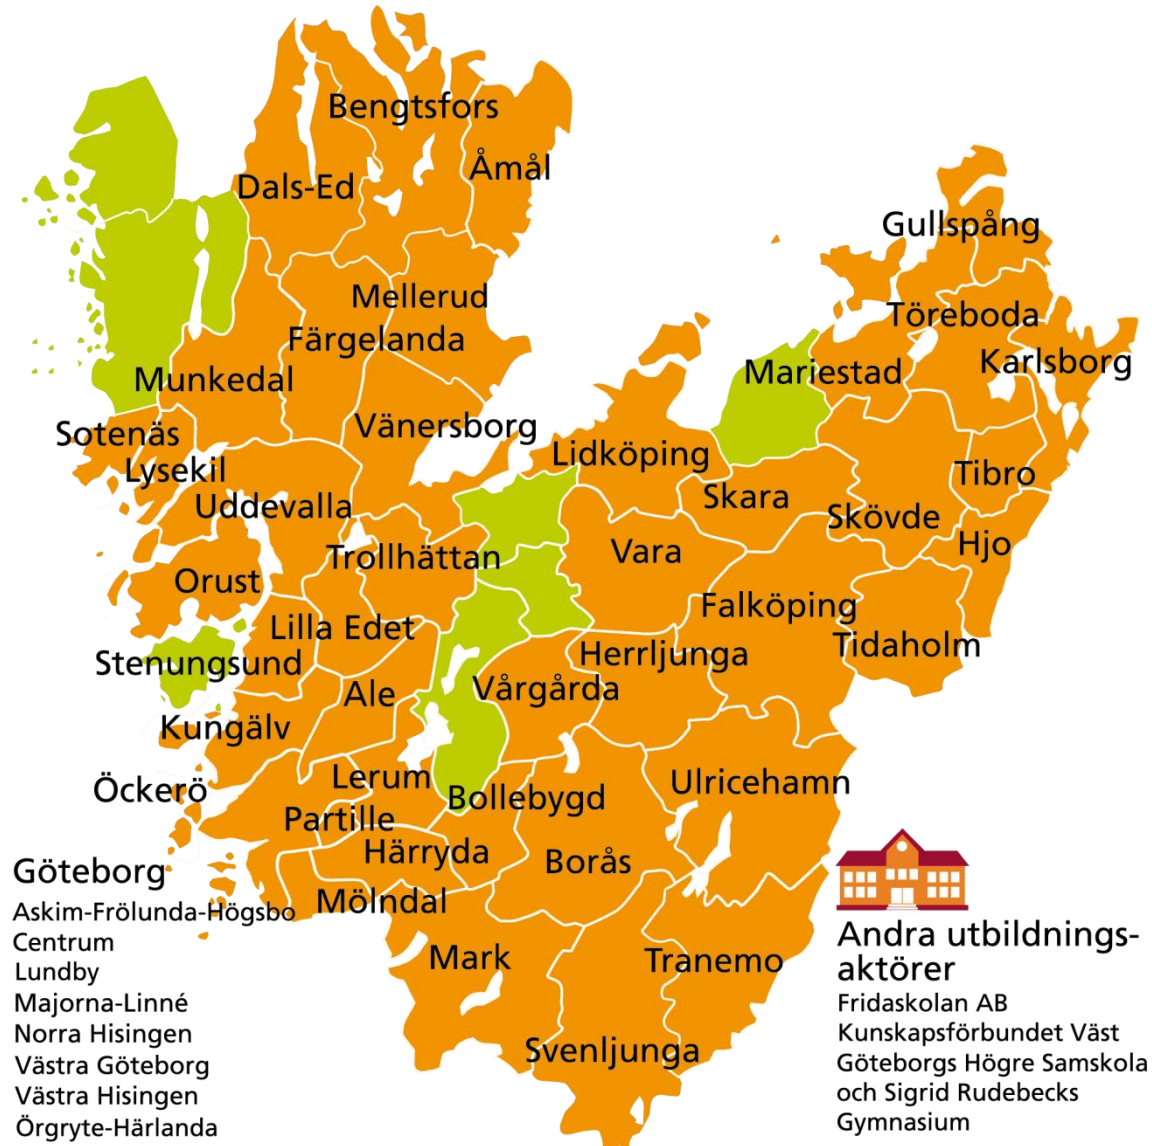 Bengtsfors
Åmål
Dals-Ed
Gullspång
Mellerud
Töreboda
Färgelanda
Karlsborg
Mariestad
Munkedal
Vänersborg
Sotenäs
Lidköping
Lysekil
Tibro
Skara
Uddevalla
Skövde
Hjo
Vara
Trollhättan
Orust
Falköping
Lilla Edet
Tidaholm
Herrljunga
Stenungsund
Vårgårda
Ale
Kungälv
Lerum
Ulricehamn
Öckerö
Bollebygd
Partille
Härryda
Borås
Mölndal
Mark
Tranemo
Svenljunga
Göteborg
Askim-Frölunda-Högsbo
Centrum
Lundby
Majorna-Linné
Norra Hisingen
Västra Göteborg
Västra Hisingen
Örgryte-Härlanda
Andra utbildnings-
aktörer
Fridaskolan AB
Kunskapsförbundet Väst
Göteborgs Högre Samskola
och Sigrid Rudebecks
Gymnasium